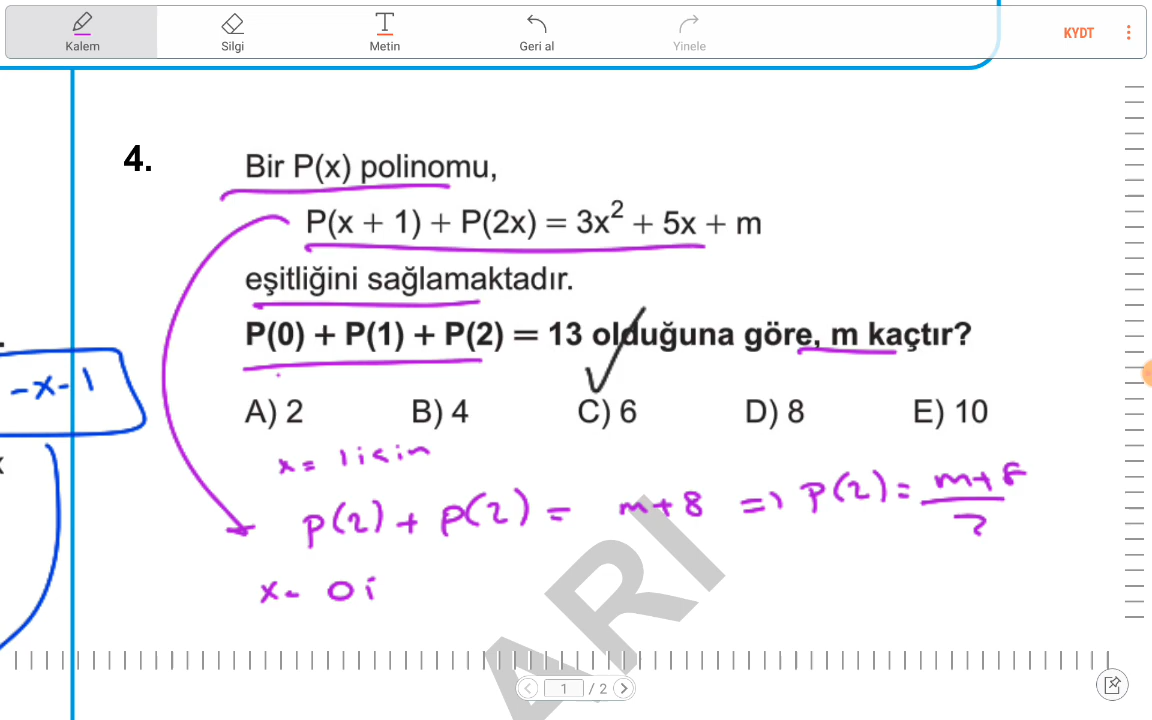 Kalem Silgi Metin Geri al Yinele KYDT
4. Bir P(x) polinomu,
P(x + 1) + P(2x) = 3x² + 5x + m
eşitliğini sağlamaktadır.
P(0) + P(1) + P(2) = 13 olduğuna göre, m kaçtır?
-x-1
A) 2 B) 4 C) 6 D) 8 E) 10
x = 1 için
P(2) + P(2) = m+8 => P(2) = m+8
2
x = 0 i
ARI
1 / 2